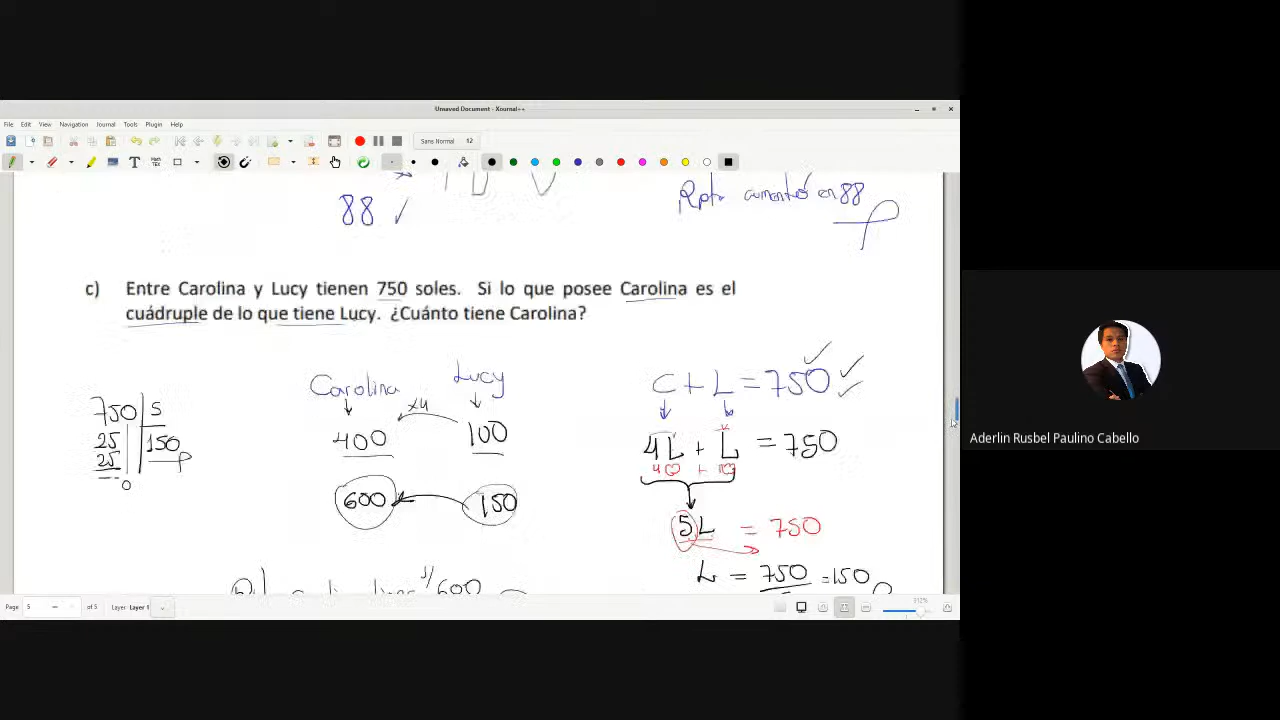 Unsaved Document - Xournal++
File Edit View Navigation Journal Tools Plugin Help
Sans Normal 12
88 ✓
Rpta aumentó en 88
c) Entre Carolina y Lucy tienen 750 soles. Si lo que posee Carolina es el
cuádruple de lo que tiene Lucy. ¿Cuánto tiene Carolina?
Carolina Lucy
x4
400 100
600 150
750 5
25 150
25
0
C + L = 750
4L + L = 750
5L = 750
L = 750 = 150
600
Page 5 of 5 Layer Layer 1
Aderlin Rusbel Paulino Cabello